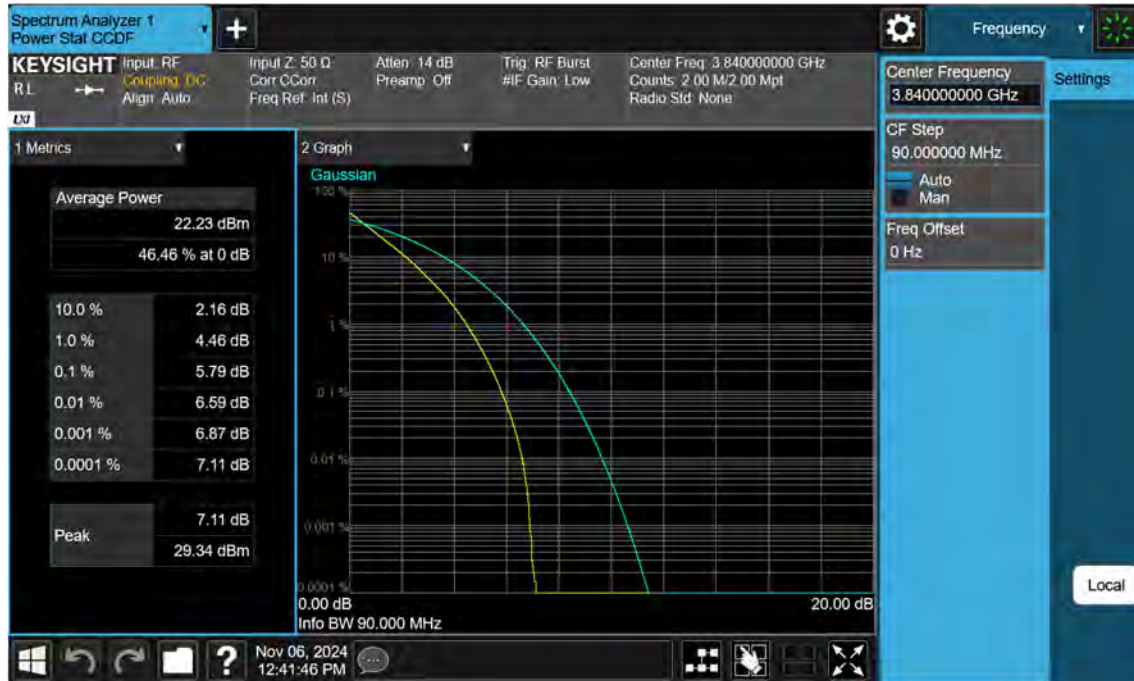 Spectrum Analyzer 1
Power Stat CCDF
+
Frequency
KEYSIGHT
RL
LXI
Input: RF
Coupling: DC
Align: Auto
Input Z: 50 Ω
Corr CCorr
Freq Ref: Int (S)
Atten: 14 dB
Preamp: Off
Trig: RF Burst
#IF Gain: Low
Center Freq: 3.840000000 GHz
Counts: 2.00 M/2.00 Mpt
Radio Std: None
Center Frequency
3.840000000 GHz
Settings
CF Step
90.000000 MHz
Auto
Man
Freq Offset
0 Hz
1 Metrics
Average Power
22.23 dBm
46.46 % at 0 dB
10.0 % 2.16 dB
1.0 % 4.46 dB
0.1 % 5.79 dB
0.01 % 6.59 dB
0.001 % 6.87 dB
0.0001 % 7.11 dB
Peak
7.11 dB
29.34 dBm
2 Graph
Gaussian
100 %
10 %
1 %
0.1 %
0.01 %
0.001 %
0.0001 %
0.00 dB 20.00 dB
Info BW 90.000 MHz
Local
?
Nov 06, 2024
12:41:46 PM